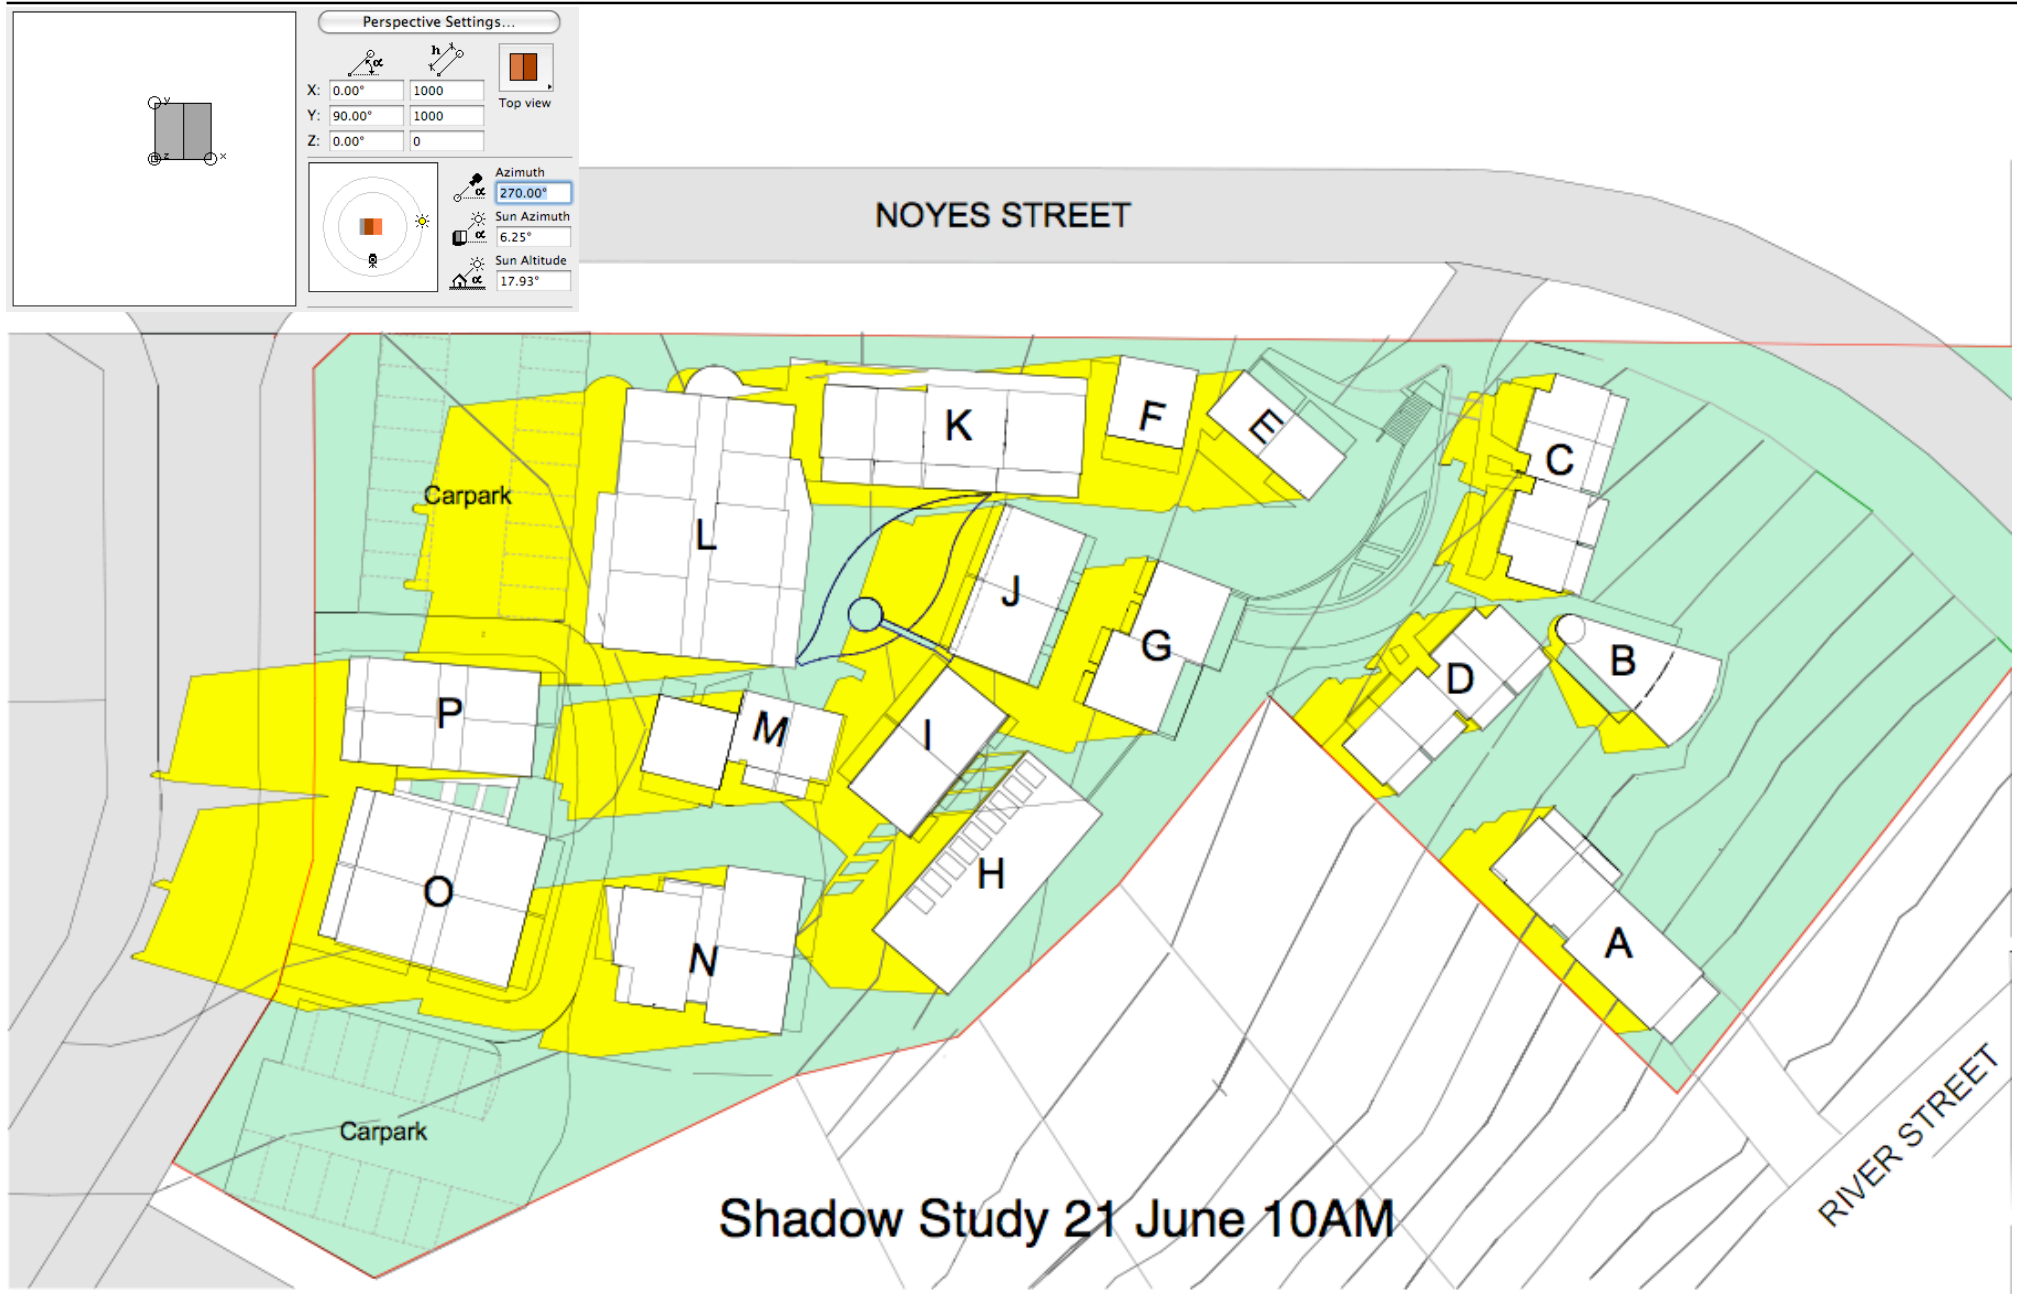 Perspective Settings...
α
h
X: 0.00° 1000
Y: 90.00° 1000
Z: 0.00° 0
Top view
y
z
x
Azimuth
α 270.00°
Sun Azimuth
α 6.25°
Sun Altitude
α 17.93°
NOYES STREET
K
F
E
C
Carpark
L
J
G
B
D
P
M
I
H
O
A
N
Carpark
RIVER STREET
Shadow Study 21 June 10AM